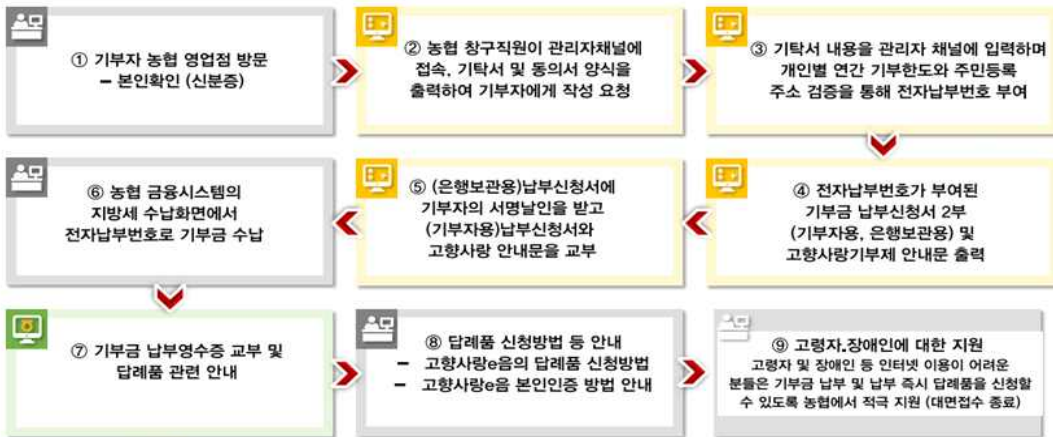 ① 기부자 농협 영업점 방문
– 본인확인 (신분증)
② 농협 창구직원이 관리자채널에
접속, 기탁서 및 동의서 양식을
출력하여 기부자에게 작성 요청
③ 기탁서 내용을 관리자 채널에 입력하며
개인별 연간 기부한도와 주민등록
주소 검증을 통해 전자납부번호 부여
④ 전자납부번호가 부여된
기부금 납부신청서 2부
(기부자용, 은행보관용) 및
고향사랑기부제 안내문 출력
⑤ (은행보관용)납부신청서에
기부자의 서명날인을 받고
(기부자용)납부신청서와
고향사랑 안내문을 교부
⑥ 농협 금융시스템의
지방세 수납화면에서
전자납부번호로 기부금 수납
⑦ 기부금 납부영수증 교부 및
답례품 관련 안내
⑧ 답례품 신청방법 등 안내
– 고향사랑e음의 답례품 신청방법
– 고향사랑e음 본인인증 방법 안내
⑨ 고령자,장애인에 대한 지원
고령자 및 장애인 등 인터넷 이용이 어려운
분들은 기부금 납부 및 납부 즉시 답례품을 신청할
수 있도록 농협에서 적극 지원 (대면접수 종료)